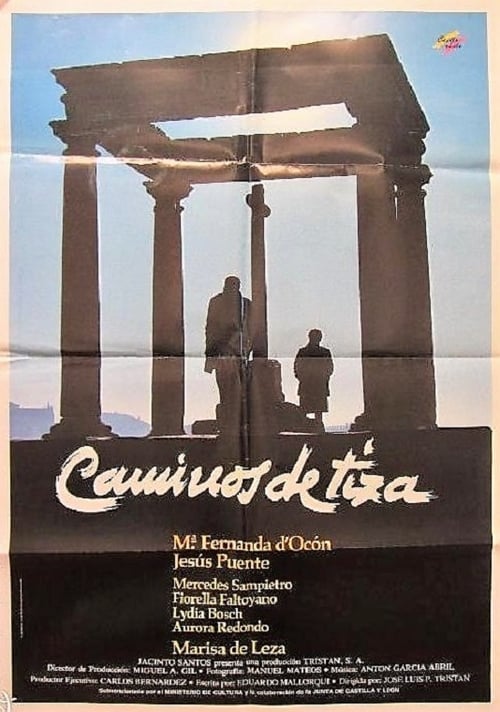 Caminos de tiza
Mª Fernanda d'Ocón
Jesús Puente
Mercedes Sampietro
Fiorella Faltoyano
Lydia Bosch
Aurora Redondo
Marisa de Leza
JACINTO SANTOS presenta una producción TRISTAN, S. A.
Director de Producción: MIGUEL A. GIL · Fotografía: MANUEL MATEOS · Música: ANTON GARCIA ABRIL
Productor Ejecutivo: CARLOS BERNARDEZ · Escrita por: EDUARDO MALLORQUI · Dirigida por: JOSE LUIS P. TRISTAN
Subvencionada por el MINISTERIO DE CULTURA y la colaboración de la JUNTA DE CASTILLA Y LEON